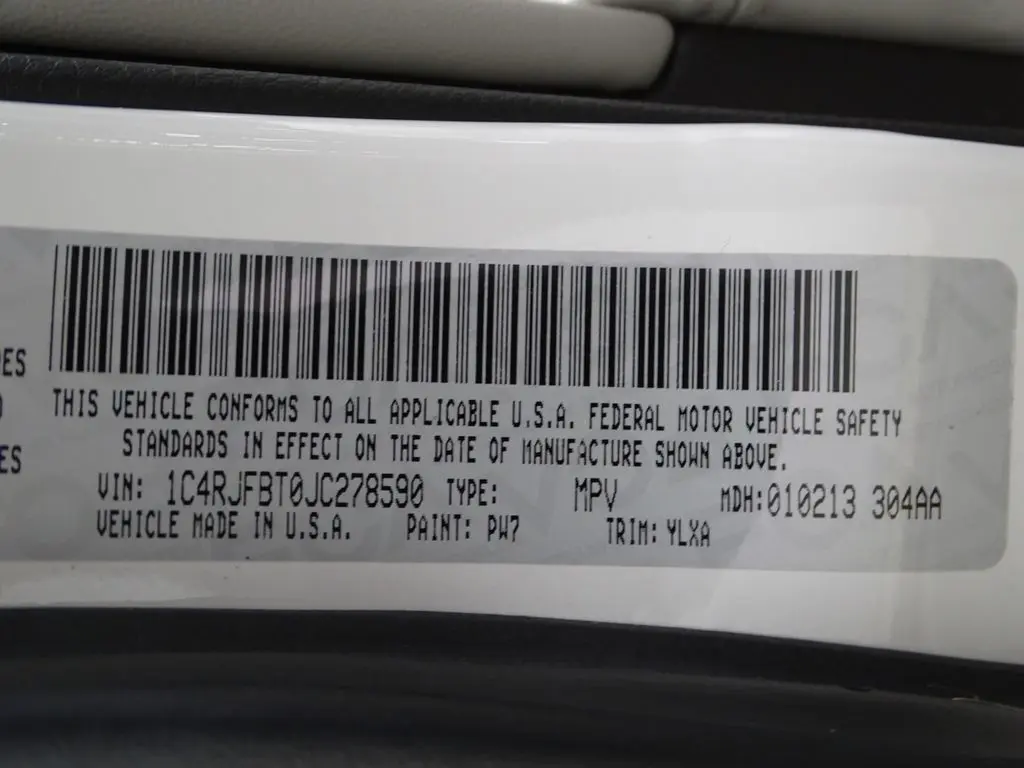 THIS VEHICLE CONFORMS TO ALL APPLICABLE U.S.A. FEDERAL MOTOR VEHICLE SAFETY
STANDARDS IN EFFECT ON THE DATE OF MANUFACTURE SHOWN ABOVE.
VIN: 1C4RJFBT0JC278590 TYPE: MPV MDH:010213 304AA
VEHICLE MADE IN U.S.A. PAINT: PW7 TRIM: YLXA